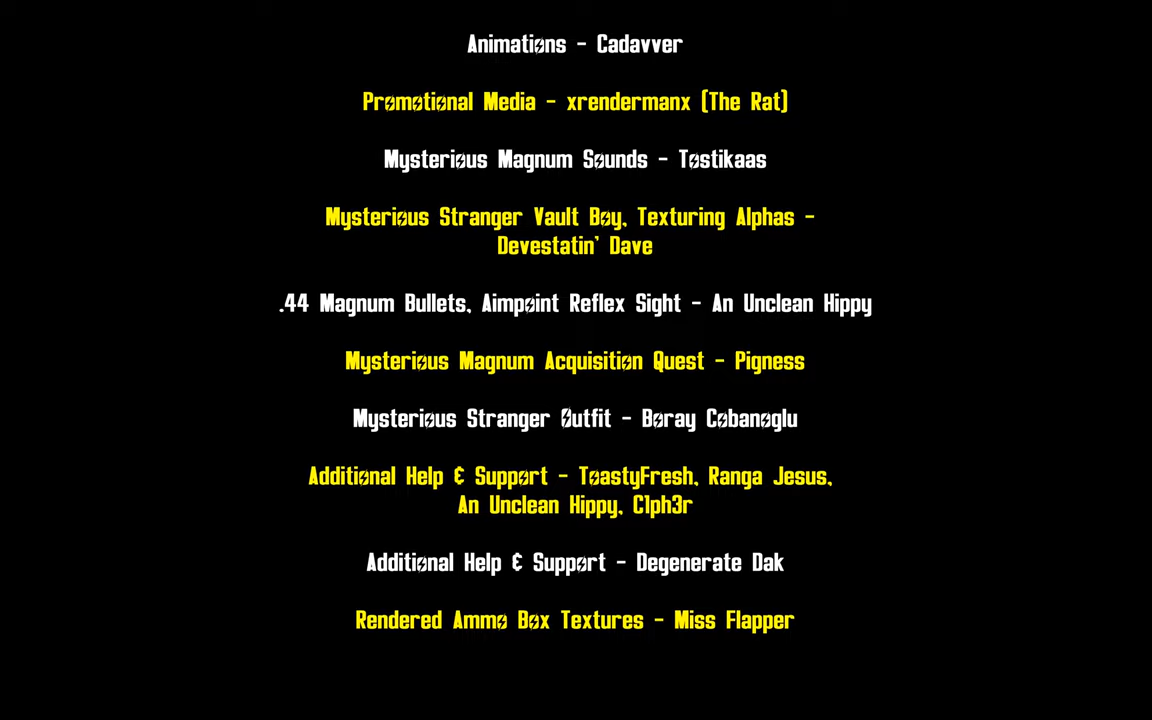 Animations - Cadavver
Promotional Media - xrendermanx (The Rat)
Mysterious Magnum Sounds - Tostikaas
Mysterious Stranger Vault Boy, Texturing Alphas -
Devestatin' Dave
.44 Magnum Bullets, Aimpoint Reflex Sight - An Unclean Hippy
Mysterious Magnum Acquisition Quest - Pigness
Mysterious Stranger Outfit - Boray Cobanoglu
Additional Help & Support - ToastyFresh, Ranga Jesus,
An Unclean Hippy, C1ph3r
Additional Help & Support - Degenerate Dak
Rendered Ammo Box Textures - Miss Flapper